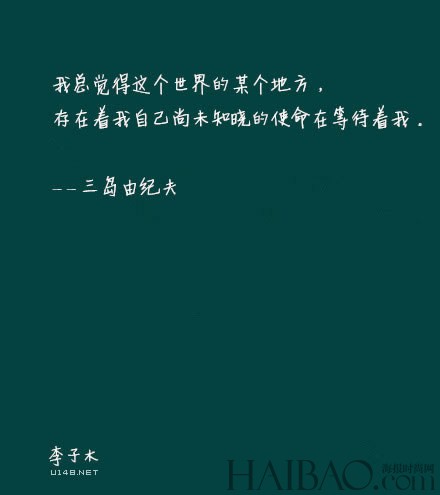 我总觉得这个世界的某个地方，
存在着我自己尚未知晓的使命在等待着我。
——三岛由纪夫
李子木
U148.NET
海报时尚网
HAIBAO.com